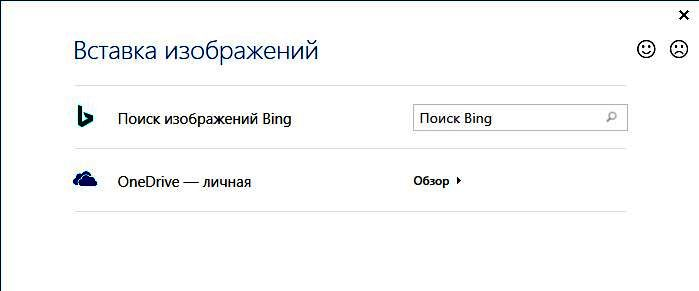 Вставка изображений
Поиск изображений Bing
Поиск Bing
OneDrive — личная
Обзор